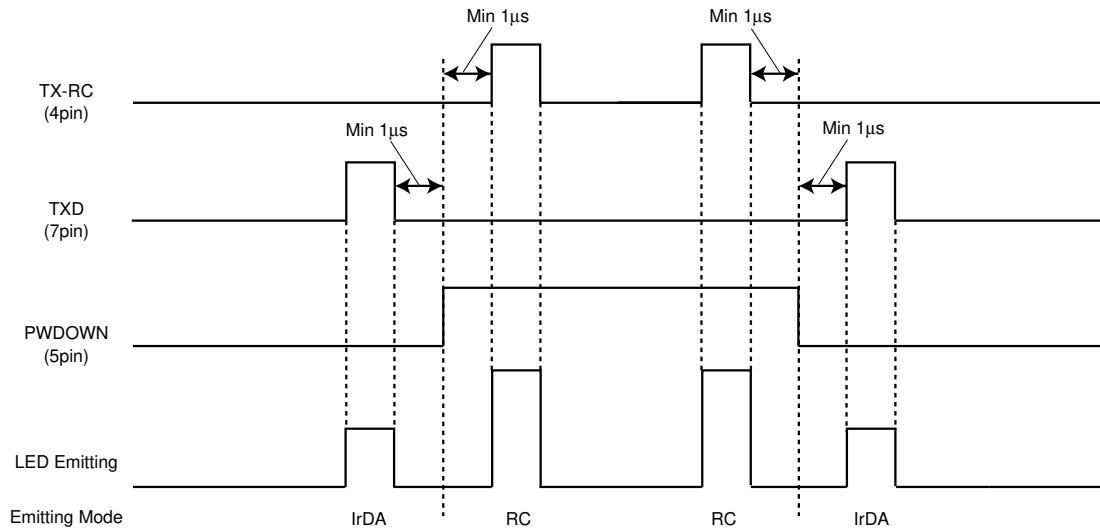 Min 1μs
Min 1μs
TX-RC
(4pin)
Min 1μs
Min 1μs
TXD
(7pin)
PWDOWN
(5pin)
LED Emitting
Emitting Mode
IrDA
RC
RC
IrDA